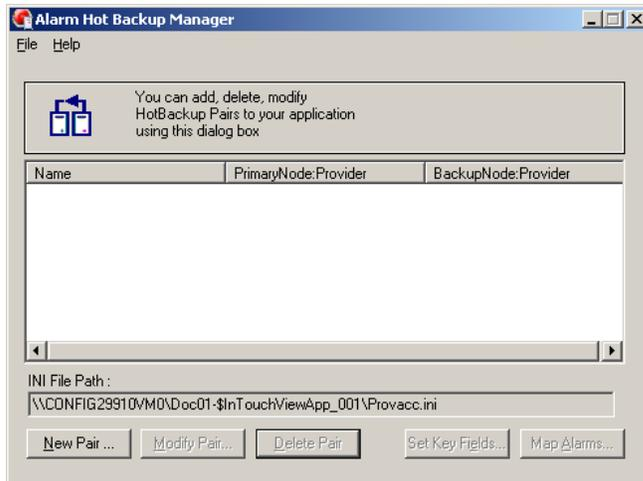 Alarm Hot Backup Manager
File Help
You can add, delete, modify
HotBackup Pairs to your application
using this dialog box
Name PrimaryNode:Provider BackupNode:Provider
INI File Path :
\\CONFIG29910VM0\Doc01-$InTouchViewApp_001\Provacc.ini
New Pair ... Modify Pair... Delete Pair Set Key Fields... Map Alarms...